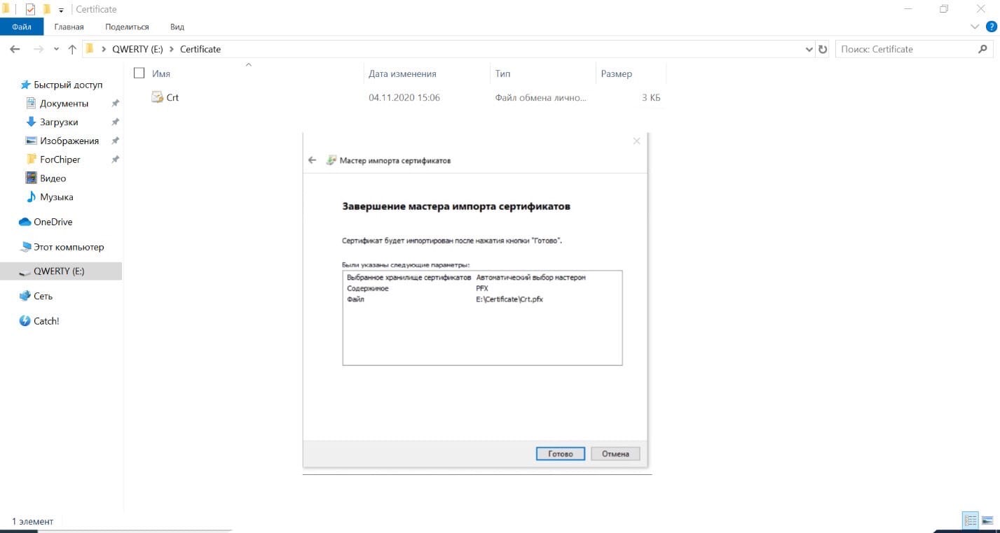 Certificate
Файл Главная Поделиться Вид
?
QWERTY (E:) Certificate Поиск: Certificate
Имя Дата изменения Тип Размер
Crt 04.11.2020 15:06 Файл обмена лично... 3 КБ
Быстрый доступ
Документы
Загрузки
Изображения
ForChiper
Видео
Музыка
OneDrive
Этот компьютер
QWERTY (E:)
Сеть
Catch!
Мастер импорта сертификатов
Завершение мастера импорта сертификатов
Сертификат будет импортирован после нажатия кнопки "Готово".
Были указаны следующие параметры:
Выбранное хранилище сертификатов Автоматический выбор мастером
Содержимое PFX
Файл E:\Certificate\Crt.pfx
Готово Отмена
1 элемент